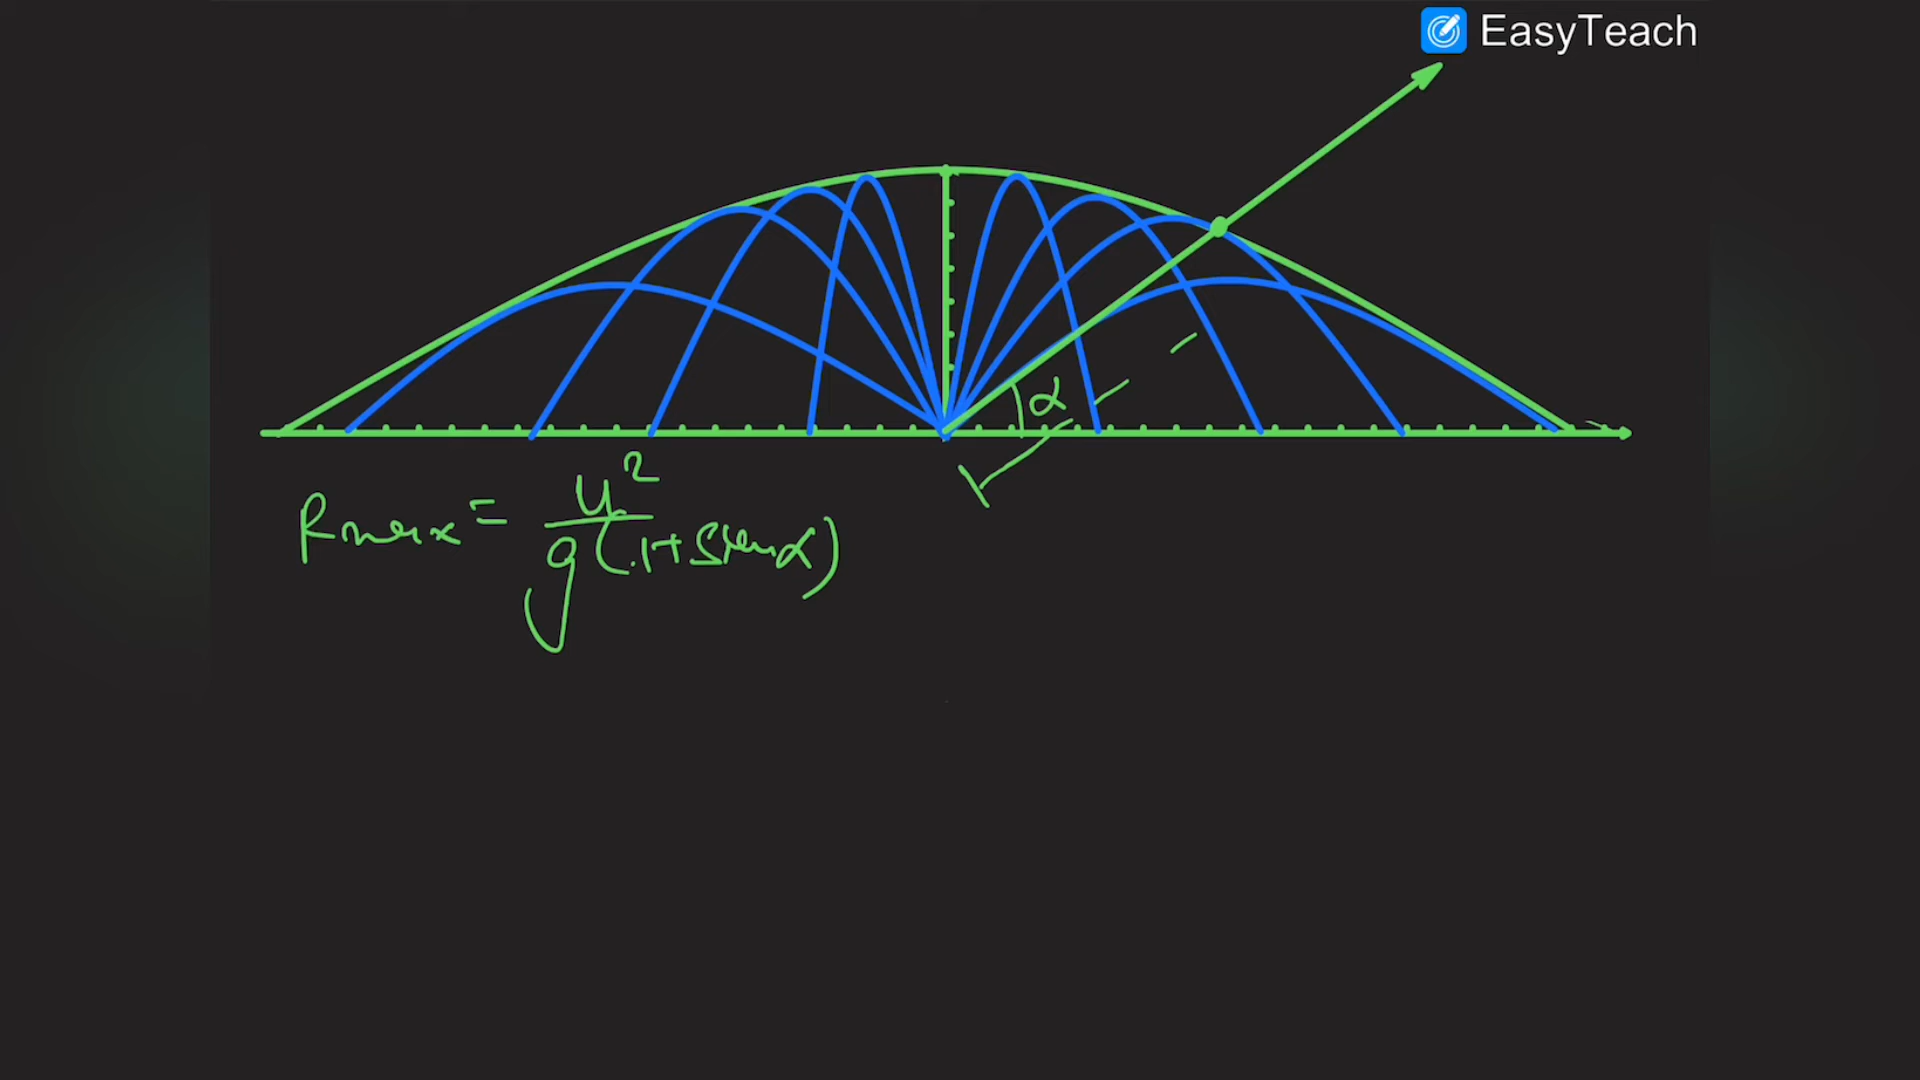 EasyTeach
α
Rmax = u²/g(1+sinα)